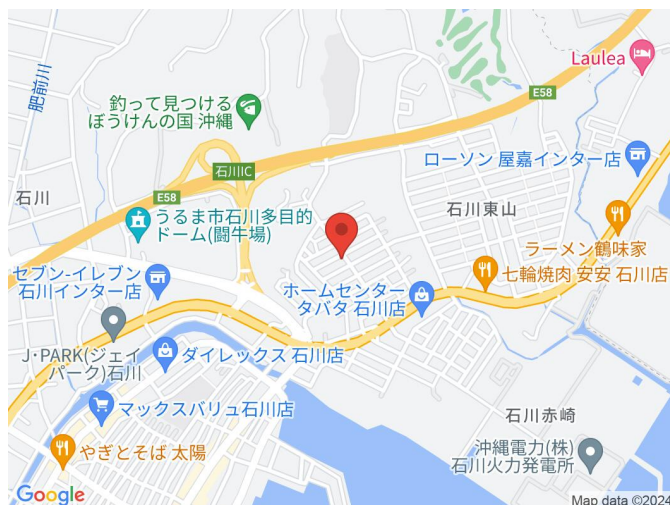 Laulea
肥前川
E58
釣って見つける
ぼうけんの国 沖縄
石川IC
ローソン 屋嘉インター店
石川
E58
うるま市石川多目的
ドーム(闘牛場)
石川東山
ラーメン鶴味家
セブン-イレブン
石川インター店
七輪焼肉 安安 石川店
ホームセンター
タバタ 石川店
J・PARK(ジェイ
パーク)石川
ダイレックス 石川店
マックスバリュ石川店
石川赤崎
やぎとそば 太陽
沖縄電力(株)
石川火力発電所
Google
Map data ©2024